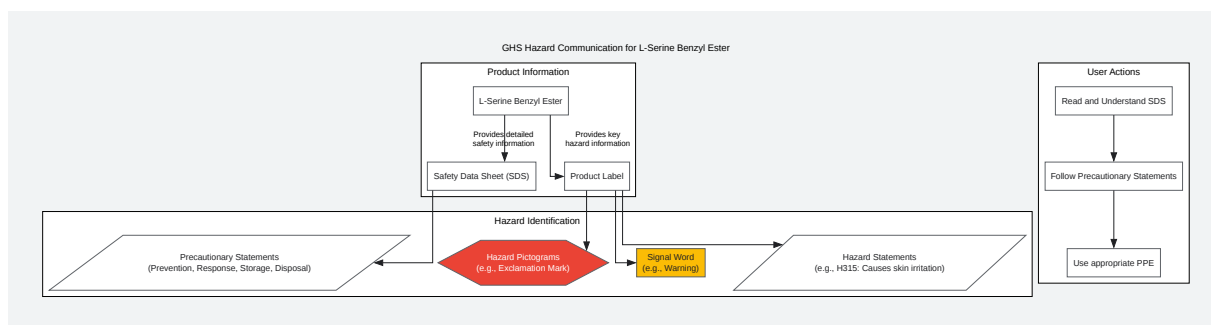 GHS Hazard Communication for L-Serine Benzyl Ester
Product Information
L-Serine Benzyl Ester
Provides detailed
safety information
Provides key
hazard information
Safety Data Sheet (SDS)
Product Label
Hazard Identification
Precautionary Statements
(Prevention, Response, Storage, Disposal)
Hazard Pictograms
(e.g., Exclamation Mark)
Signal Word
(e.g., Warning)
Hazard Statements
(e.g., H315: Causes skin irritation)
User Actions
Read and Understand SDS
Follow Precautionary Statements
Use appropriate PPE